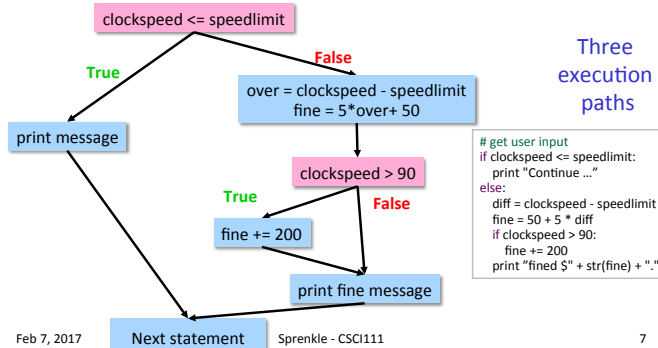 clockspeed <= speedlimit
True
False
Three
execution
paths
over = clockspeed - speedlimit
fine = 5*over+ 50
print message
clockspeed > 90
True
False
fine += 200
print fine message
# get user input
if clockspeed <= speedlimit:
print "Continue …”
else:
diff = clockspeed - speedlimit
fine = 50 + 5 * diff
if clockspeed > 90:
fine += 200
print ”fined $" + str(fine) + "."
Feb 7, 2017
Next statement
Sprenkle - CSCI111
7